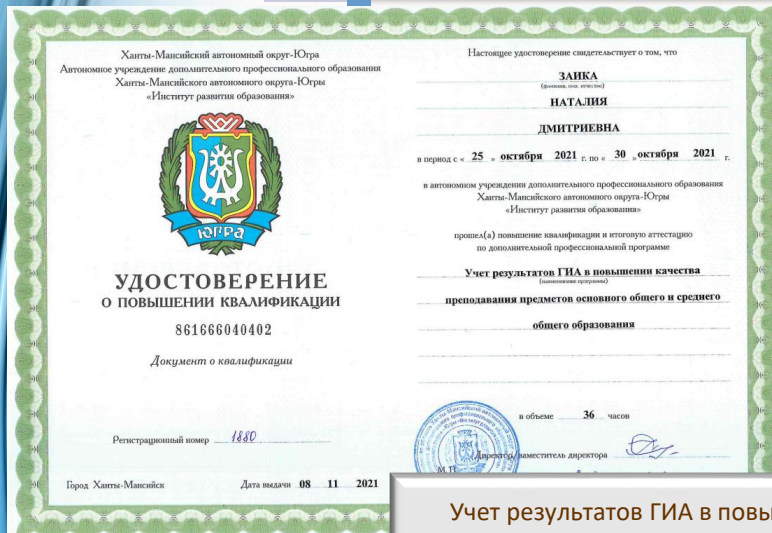 Ханты-Мансийский автономный округ-Югра
Автономное учреждение дополнительного профессионального образования
Ханты-Мансийского автономного округа-Югры
«Институт развития образования»
ЮГРА
УДОСТОВЕРЕНИЕ
О ПОВЫШЕНИИ КВАЛИФИКАЦИИ
861666040402
Документ о квалификации
Регистрационный номер 1880
Город Ханты-Мансийск Дата выдачи 08 11 2021
Настоящее удостоверение свидетельствует о том, что
ЗАИКА
(фамилия, имя, отчество)
НАТАЛИЯ
ДМИТРИЕВНА
в период с « 25 » октября 2021 г. по « 30 » октября 2021 г.
в автономном учреждении дополнительного профессионального образования
Ханты-Мансийского автономного округа-Югры
«Институт развития образования»
прошел(а) повышение квалификации и итоговую аттестацию
по дополнительной профессиональной программе
Учет результатов ГИА в повышении качества
(наименование программы)
преподавания предметов основного общего и среднего
общего образования
в объеме 36 часов
Директор/заместитель директора
М.П.
Учет результатов ГИА в повы